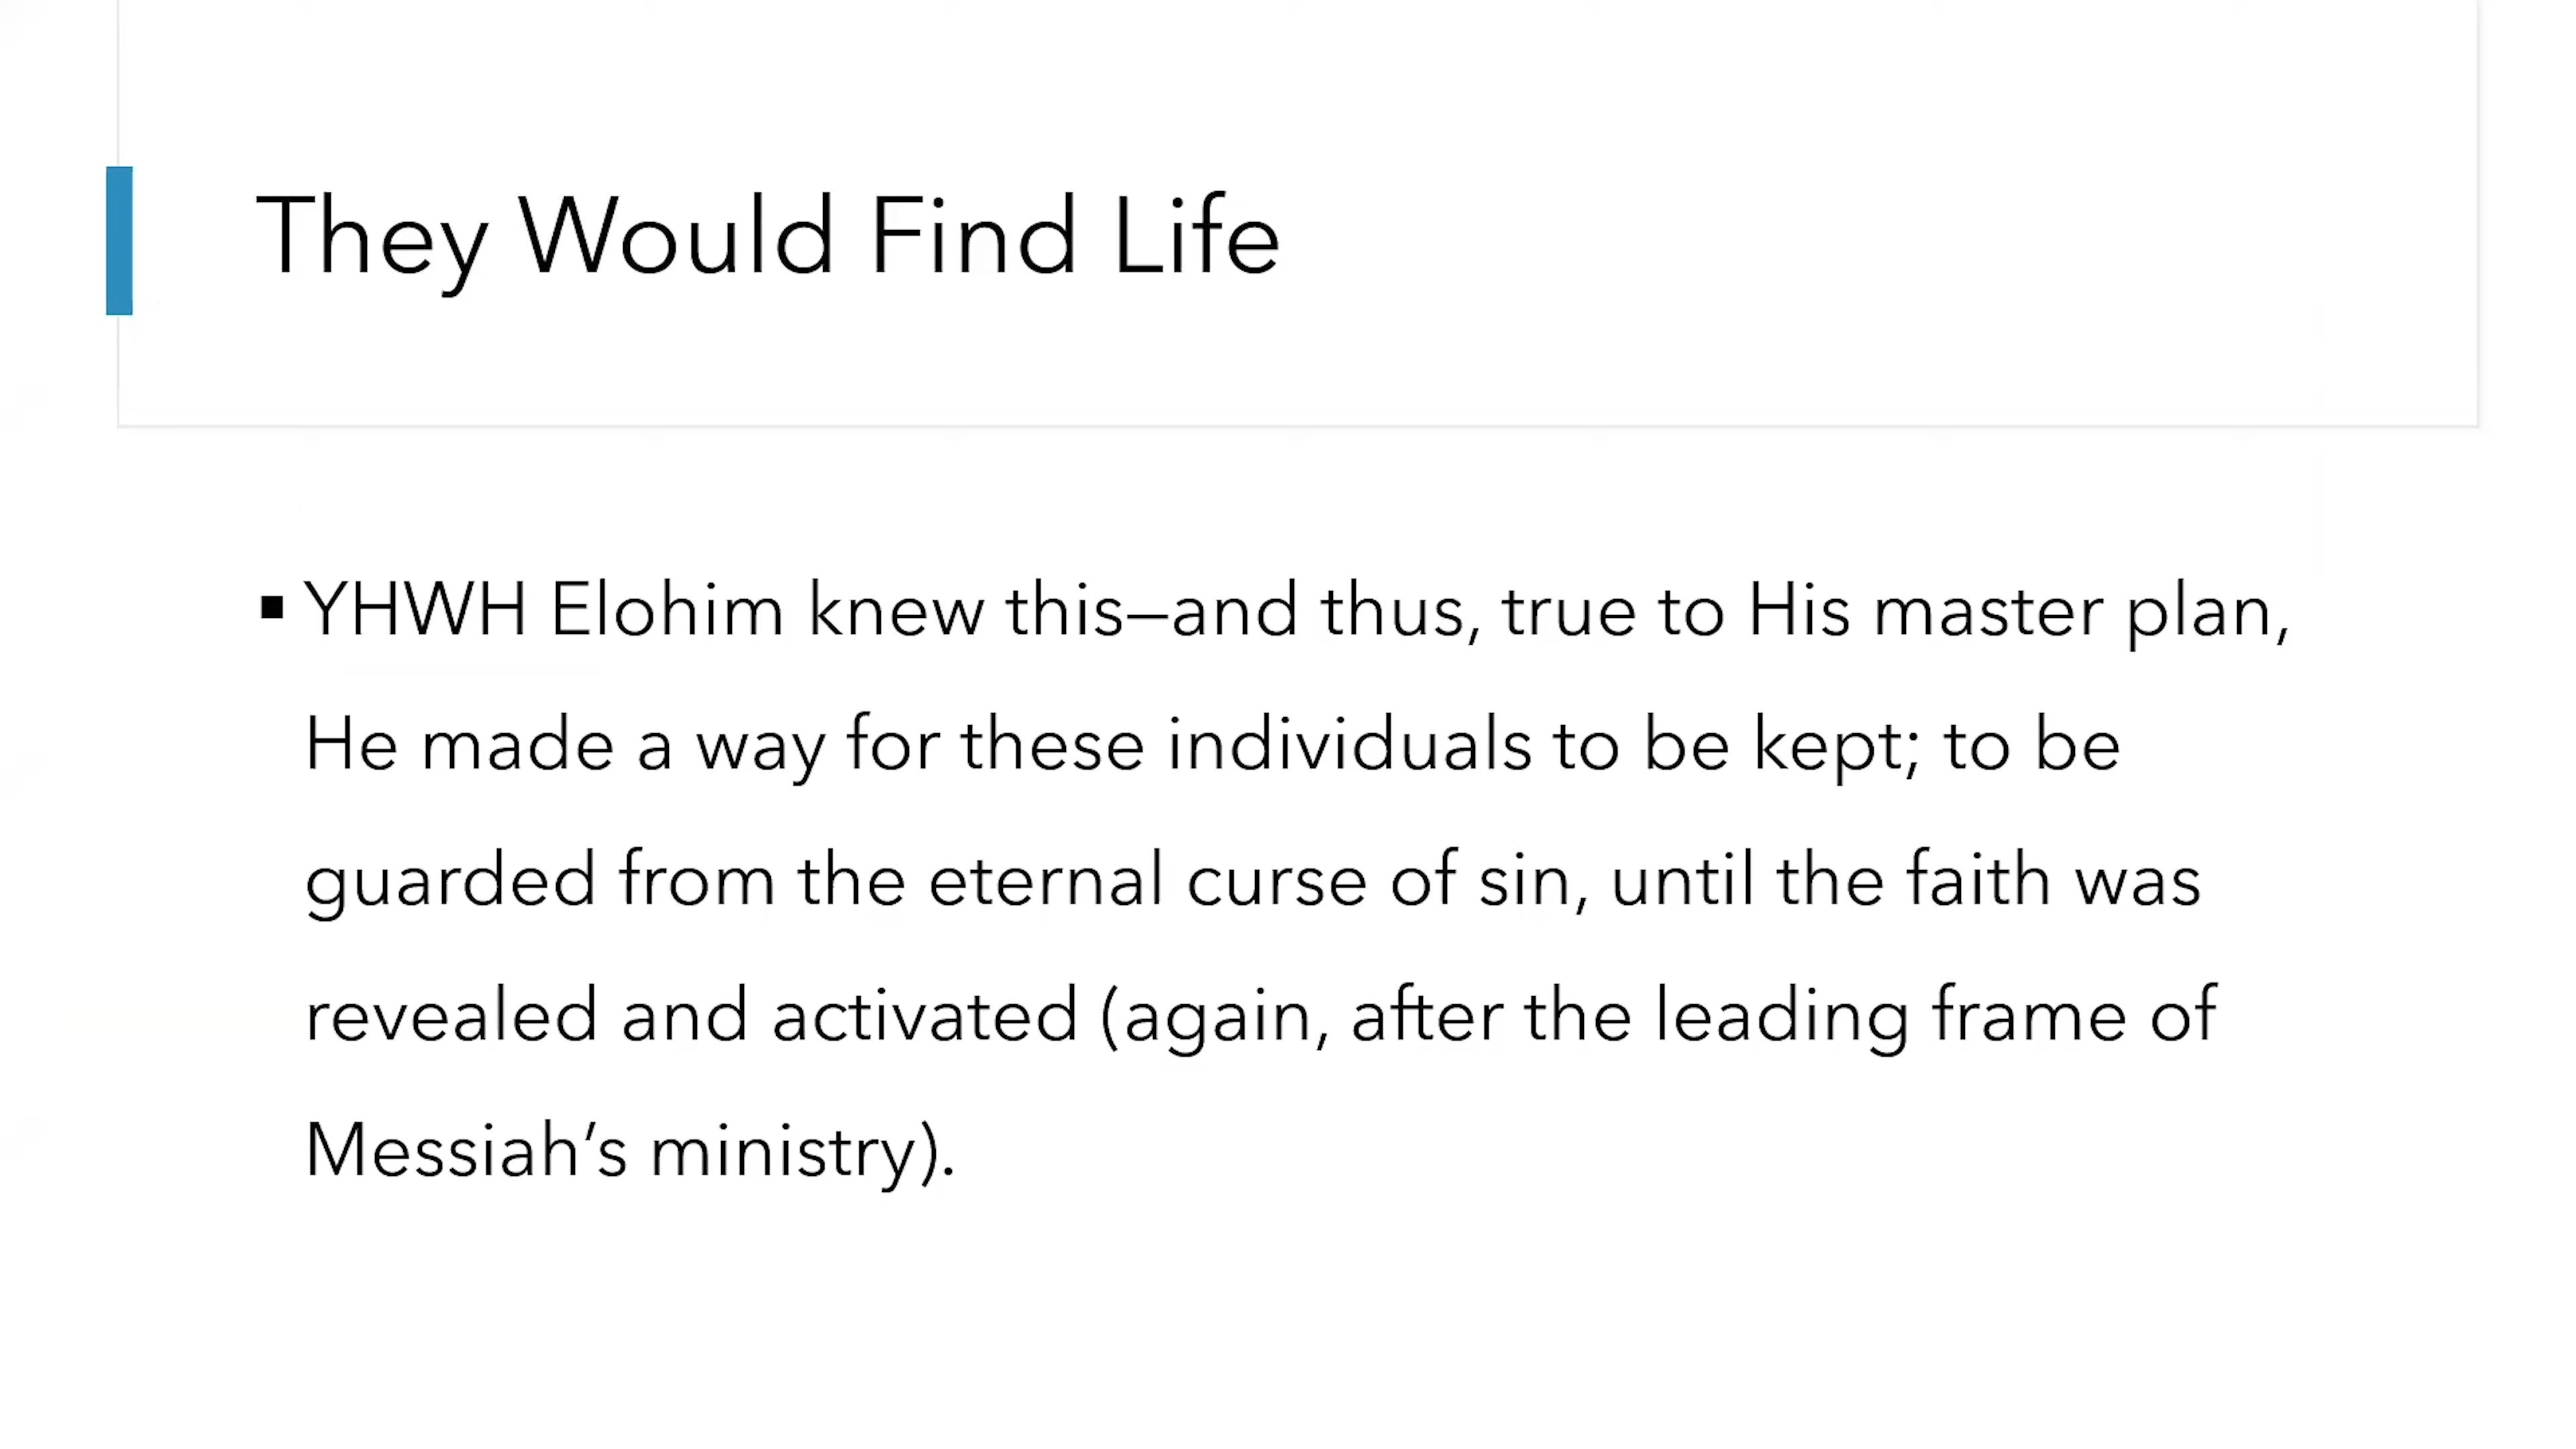 They Would Find Life
▪ YHWH Elohim knew this—and thus, true to His master plan,
He made a way for these individuals to be kept; to be
guarded from the eternal curse of sin, until the faith was
revealed and activated (again, after the leading frame of
Messiah’s ministry).